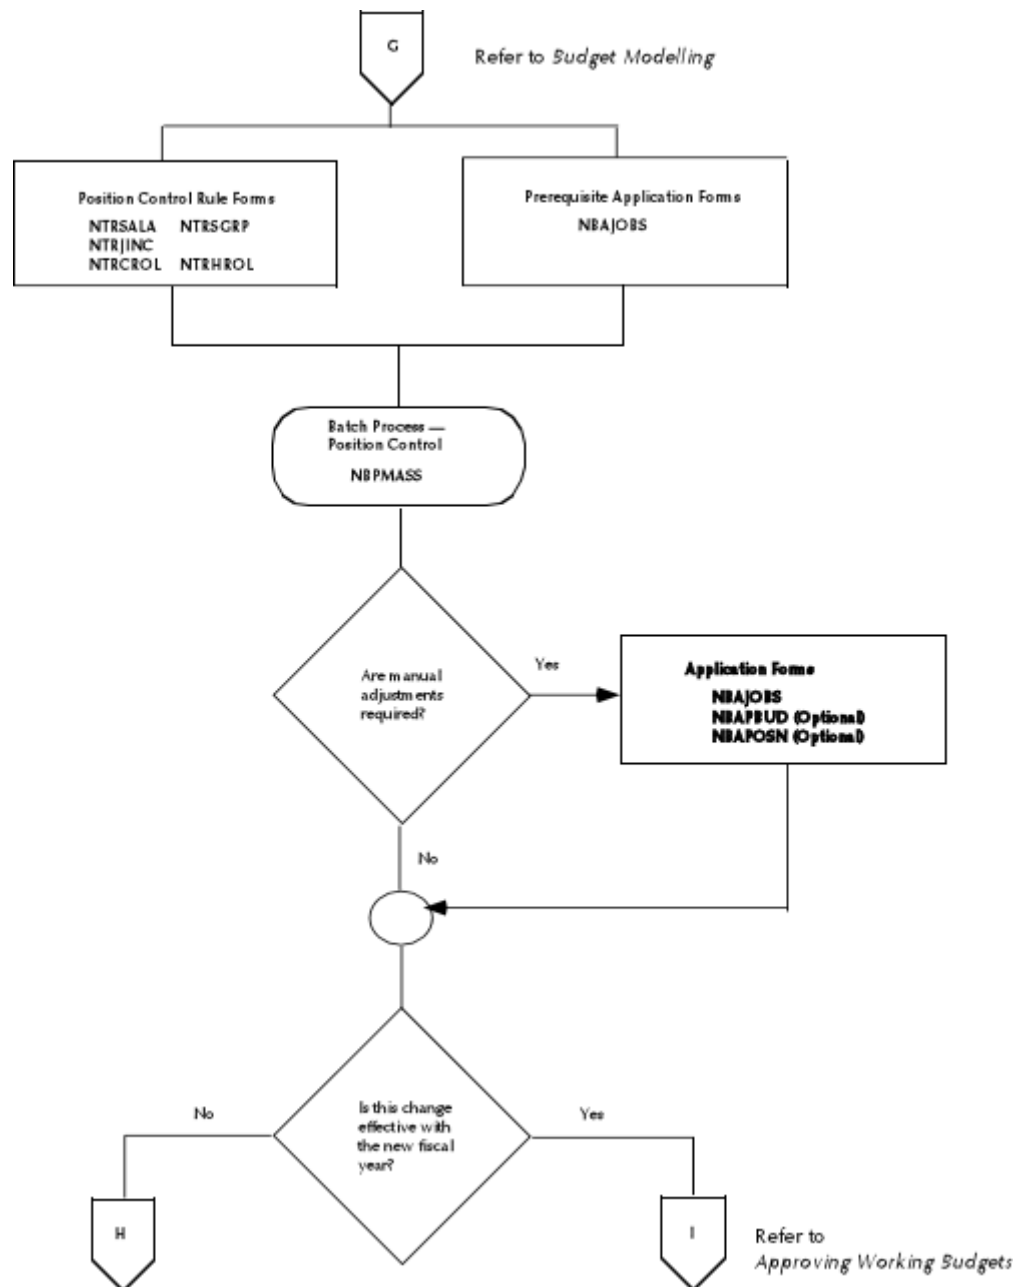 G
Refer to Budget Modelling
Position Control Rule Forms
NTRSALA NTRSGRP
NTRJINC
NTRCROL NTRHROL
Prerequisite Application Forms
NBAJOBS
Batch Process —
Position Control
NBPMASS
Are manual
adjustments
required?
Yes
Application Forms
NBAJOBS
NBAPBUD (Optional)
NBAPOSN (Optional)
No
Is this change
effective with
the new fiscal
year?
No
Yes
H
I
Refer to
Approving Working Budgets